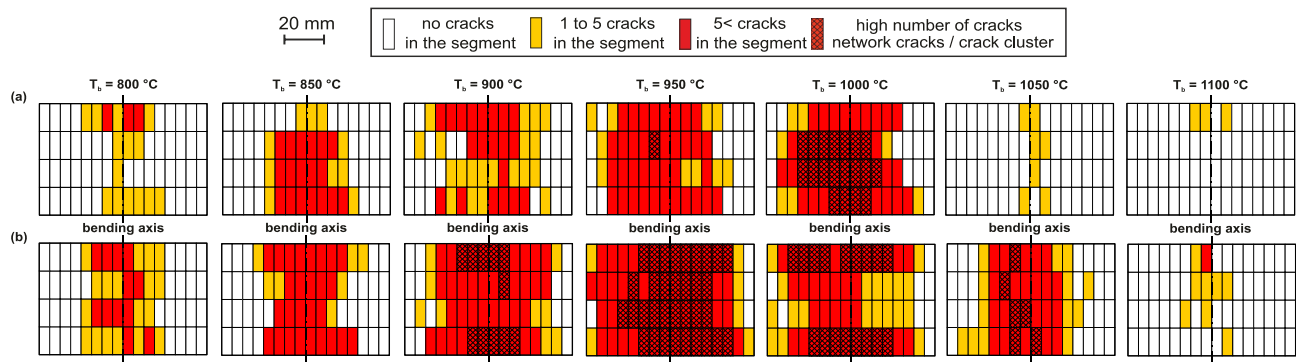 20 mm
no cracks
in the segment
1 to 5 cracks
in the segment
5< cracks
in the segment
high number of cracks
network cracks / crack cluster
T_b = 800 °C
T_b = 850 °C
T_b = 900 °C
T_b = 950 °C
T_b = 1000 °C
T_b = 1050 °C
T_b = 1100 °C
(a)
bending axis
bending axis
bending axis
bending axis
bending axis
bending axis
bending axis
(b)